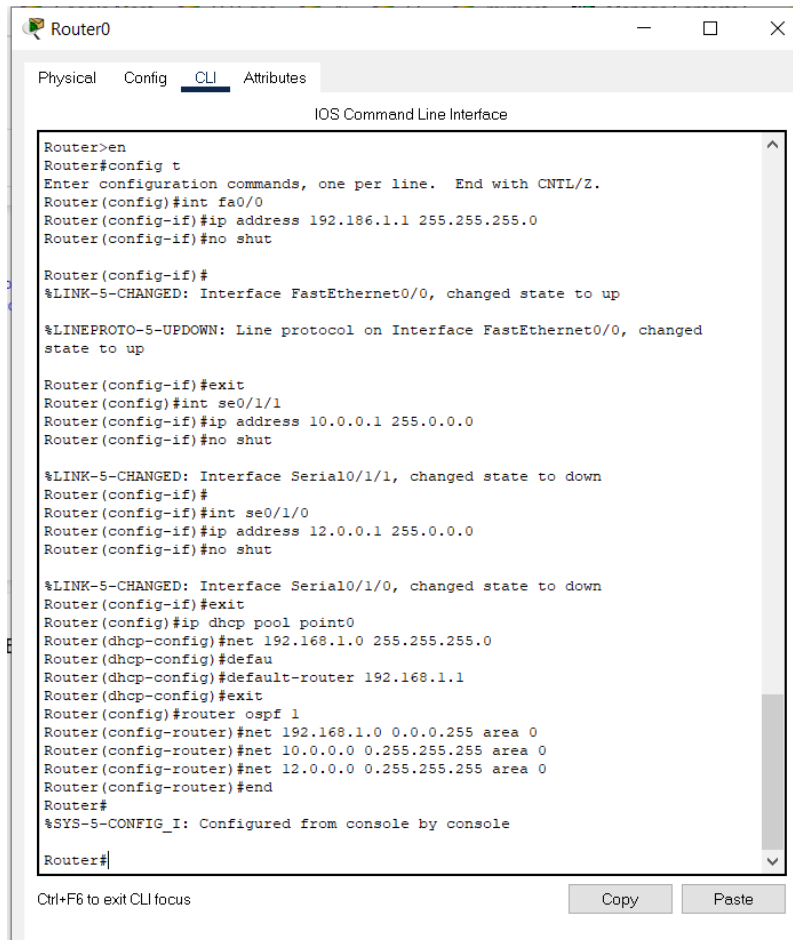 Router0
Physical Config CLI Attributes
IOS Command Line Interface
Router>en
Router#config t
Enter configuration commands, one per line.  End with CNTL/Z.
Router(config)#int fa0/0
Router(config-if)#ip address 192.186.1.1 255.255.255.0
Router(config-if)#no shut
Router(config-if)#
%LINK-5-CHANGED: Interface FastEthernet0/0, changed state to up
%LINEPROTO-5-UPDOWN: Line protocol on Interface FastEthernet0/0, changed
state to up
Router(config-if)#exit
Router(config)#int se0/1/1
Router(config-if)#ip address 10.0.0.1 255.0.0.0
Router(config-if)#no shut
%LINK-5-CHANGED: Interface Serial0/1/1, changed state to down
Router(config-if)#
Router(config-if)#int se0/1/0
Router(config-if)#ip address 12.0.0.1 255.0.0.0
Router(config-if)#no shut
%LINK-5-CHANGED: Interface Serial0/1/0, changed state to down
Router(config-if)#exit
Router(config)#ip dhcp pool point0
Router(dhcp-config)#net 192.168.1.0 255.255.255.0
Router(dhcp-config)#defau
Router(dhcp-config)#default-router 192.168.1.1
Router(dhcp-config)#exit
Router(config)#router ospf 1
Router(config-router)#net 192.168.1.0 0.0.0.255 area 0
Router(config-router)#net 10.0.0.0 0.255.255.255 area 0
Router(config-router)#net 12.0.0.0 0.255.255.255 area 0
Router(config-router)#end
Router#
%SYS-5-CONFIG_I: Configured from console by console
Router#
Ctrl+F6 to exit CLI focus
Copy Paste